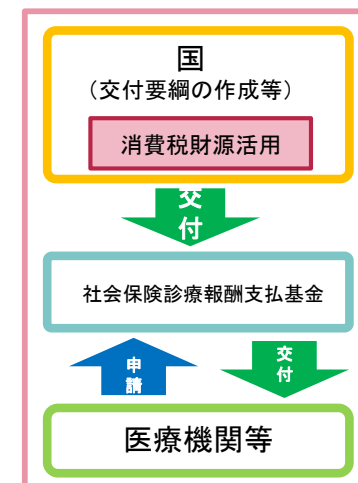 国
（交付要綱の作成等）
消費税財源活用
交付
社会保険診療報酬支払基金
申請
交付
医療機関等